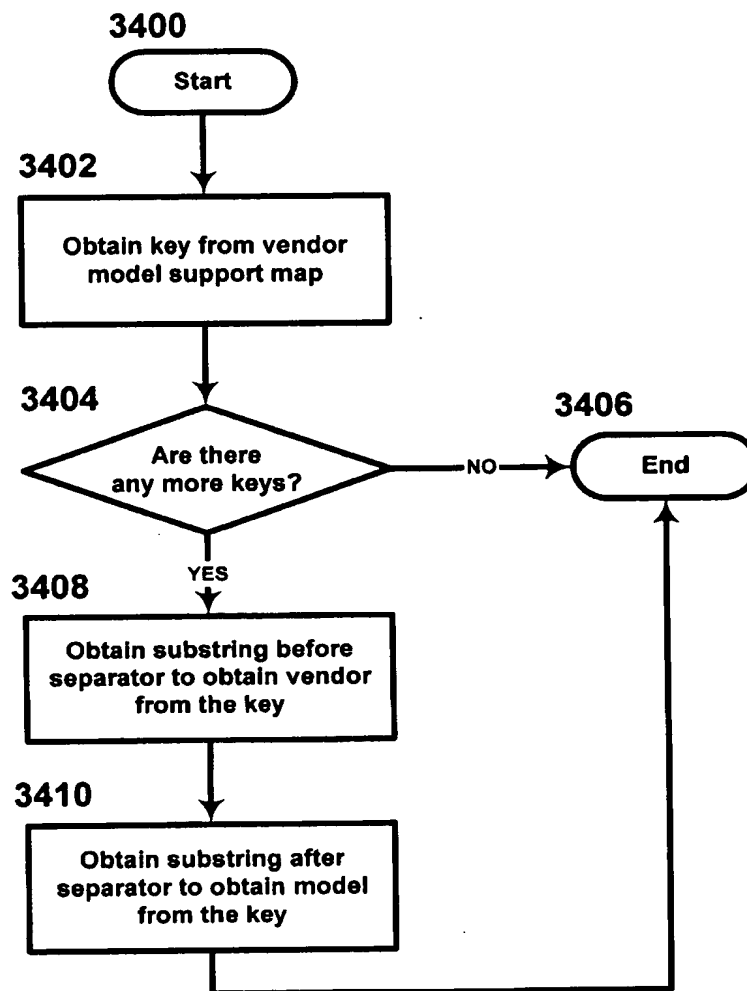 3400
Start
3402
Obtain key from vendor
model support map
3404
Are there
any more keys?
NO
3406
End
YES
3408
Obtain substring before
separator to obtain vendor
from the key
3410
Obtain substring after
separator to obtain model
from the key